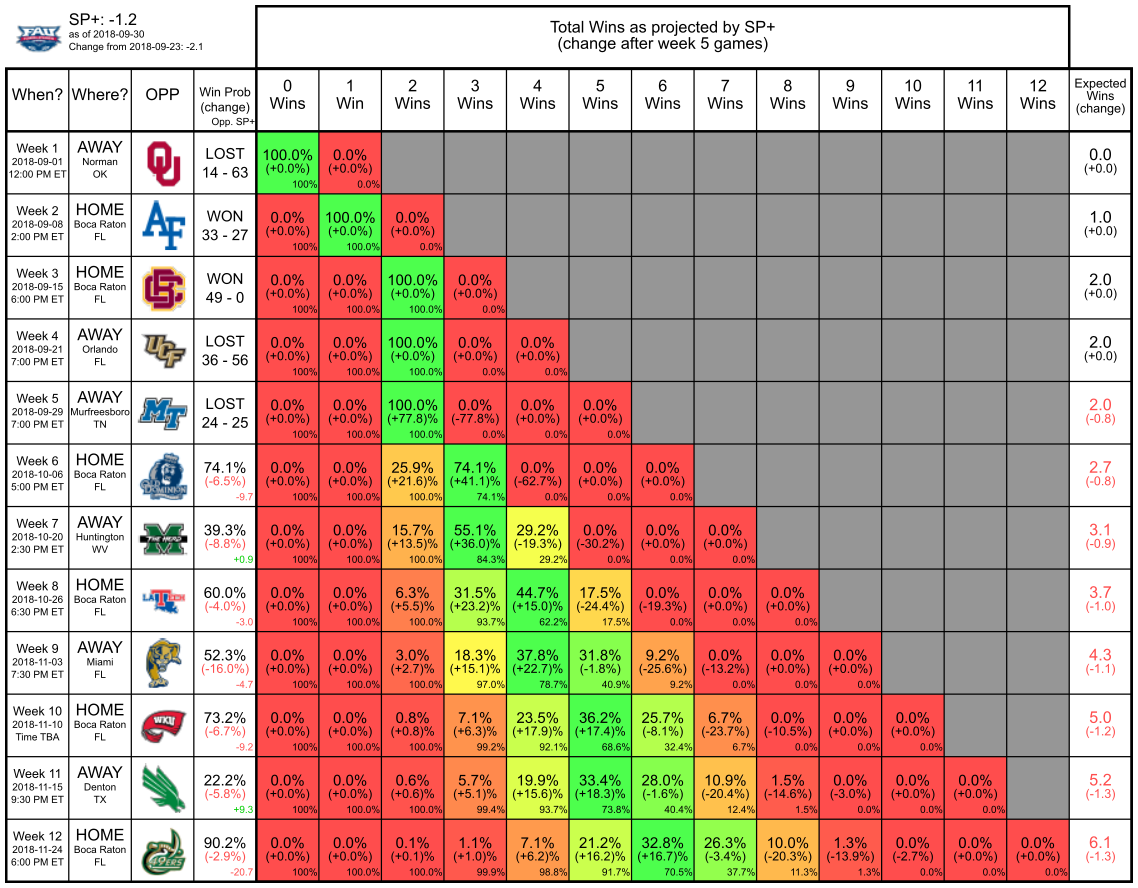 FAU
SP+: -1.2
as of 2018-09-30
Change from 2018-09-23: -2.1
Total Wins as projected by SP+
(change after week 5 games)
When? Where? OPP Win Prob (change) Opp. SP+ 0 Wins 1 Win 2 Wins 3 Wins 4 Wins 5 Wins 6 Wins 7 Wins 8 Wins 9 Wins 10 Wins 11 Wins 12 Wins Expected Wins (change)
Week 1 AWAY LOST 100.0% 0.0% 0.0
2018-09-01 Norman (+0.0%) (+0.0%) (+0.0)
12:00 PM ET OK 14 - 63 100% 0.0%
Week 2 HOME WON 0.0% 100.0% 0.0% 1.0
2018-09-08 Boca Raton (+0.0%) (+0.0%) (+0.0%) (+0.0)
2:00 PM ET FL 33 - 27 100% 100.0% 0.0%
Week 3 HOME WON 0.0% 0.0% 100.0% 0.0% 2.0
2018-09-15 Boca Raton (+0.0%) (+0.0%) (+0.0%) (+0.0%) (+0.0)
6:00 PM ET FL 49 - 0 100% 100.0% 100.0% 0.0%
Week 4 AWAY UCF LOST 0.0% 0.0% 100.0% 0.0% 0.0% 2.0
2018-09-21 Orlando (+0.0%) (+0.0%) (+0.0%) (+0.0%) (+0.0%) (+0.0)
7:00 PM ET FL 36 - 56 100% 100.0% 100.0% 0.0% 0.0%
Week 5 AWAY MT LOST 0.0% 0.0% 100.0% 0.0% 0.0% 0.0% 2.0
2018-09-29 Murfreesboro (+0.0%) (+0.0%) (+77.8)% (-77.8%) (+0.0%) (+0.0%) (-0.8)
7:00 PM ET TN 24 - 25 100% 100.0% 100.0% 0.0% 0.0% 0.0%
Week 6 HOME OLD DOMINION 74.1% 0.0% 0.0% 25.9% 74.1% 0.0% 0.0% 2.7
2018-10-06 Boca Raton (-6.5%) (+0.0%) (+0.0%) (+21.6)% (+41.1)% (-62.7%) (+0.0%) (-0.8)
5:00 PM ET FL -9.7 100% 100.0% 100.0% 74.1% 0.0% 0.0%
Week 7 AWAY THE HERD 39.3% 0.0% 0.0% 15.7% 55.1% 29.2% 0.0% 0.0% 0.0% 3.1
2018-10-20 Huntington (-8.8%) (+0.0%) (+0.0%) (+13.5)% (+36.0)% (-19.3%) (-30.2%) (+0.0%) (+0.0%) (-0.9)
2:30 PM ET WV +0.9 100% 100.0% 100.0% 84.3% 29.2% 0.0% 0.0% 0.0%
Week 8 HOME LA TECH 60.0% 0.0% 0.0% 6.3% 31.5% 44.7% 17.5% 0.0% 0.0% 0.0% 3.7
2018-10-26 Boca Raton (-4.0%) (+0.0%) (+0.0%) (+5.5)% (+23.2)% (+15.0)% (-24.4%) (-19.3%) (+0.0%) (+0.0%) (-1.0)
6:30 PM ET FL -3.0 100% 100.0% 100.0% 93.7% 62.2% 17.5% 0.0% 0.0% 0.0%
Week 9 AWAY 52.3% 0.0% 0.0% 3.0% 18.3% 37.8% 31.8% 9.2% 0.0% 0.0% 0.0% 4.3
2018-11-03 Miami (-16.0%) (+0.0%) (+0.0%) (+2.7)% (+15.1)% (+22.7)% (-1.8%) (-25.6%) (-13.2%) (+0.0%) (+0.0%) (-1.1)
7:30 PM ET FL -4.7 100% 100.0% 100.0% 97.0% 78.7% 40.9% 9.2% 0.0% 0.0% 0.0%
Week 10 HOME WKU 73.2% 0.0% 0.0% 0.8% 7.1% 23.5% 36.2% 25.7% 6.7% 0.0% 0.0% 0.0% 5.0
2018-11-10 Boca Raton (-6.7%) (+0.0%) (+0.0%) (+0.8)% (+6.3)% (+17.9)% (+17.4)% (-8.1%) (-23.7%) (-10.5%) (+0.0%) (+0.0%) (-1.2)
Time TBA FL -9.2 100% 100.0% 100.0% 99.2% 92.1% 68.6% 32.4% 6.7% 0.0% 0.0% 0.0%
Week 11 AWAY 22.2% 0.0% 0.0% 0.6% 5.7% 19.9% 33.4% 28.0% 10.9% 1.5% 0.0% 0.0% 0.0% 5.2
2018-11-15 Denton (-5.8%) (+0.0%) (+0.0%) (+0.6)% (+5.1)% (+15.6)% (+18.3)% (-1.6%) (-20.4%) (-14.6%) (-3.0%) (+0.0%) (+0.0%) (-1.3)
9:30 PM ET TX +9.3 100% 100.0% 100.0% 99.4% 93.7% 73.8% 40.4% 12.4% 1.5% 0.0% 0.0% 0.0%
Week 12 HOME 49ERS 90.2% 0.0% 0.0% 0.1% 1.1% 7.1% 21.2% 32.8% 26.3% 10.0% 1.3% 0.0% 0.0% 0.0% 6.1
2018-11-24 Boca Raton (-2.9%) (+0.0%) (+0.0%) (+0.1)% (+1.0)% (+6.2)% (+16.2)% (+16.7)% (-3.4%) (-20.3%) (-13.9%) (-2.7%) (+0.0%) (+0.0%) (-1.3)
6:00 PM ET FL -20.7 100% 100.0% 100.0% 99.9% 98.8% 91.7% 70.5% 37.7% 11.3% 1.3% 0.0% 0.0% 0.0%